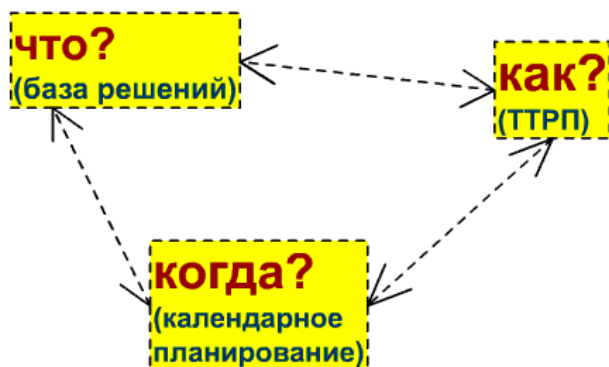 что?
(база решений)
как?
(ТТРП)
когда?
(календарное
планирование)